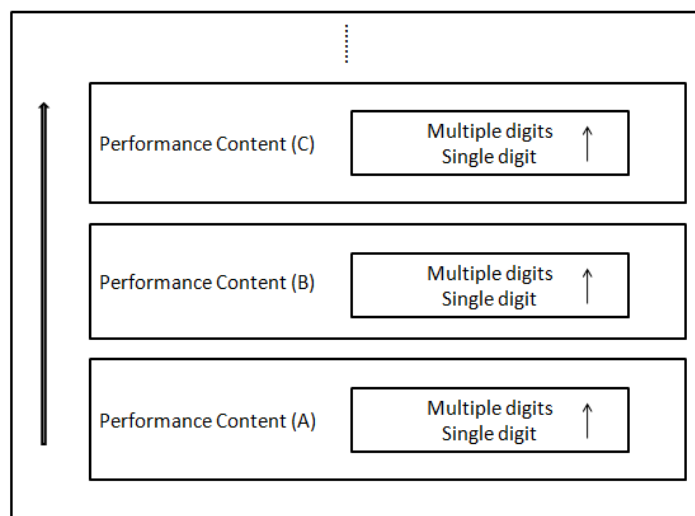 Performance Content (C)
Multiple digits
Single digit
Performance Content (B)
Multiple digits
Single digit
Performance Content (A)
Multiple digits
Single digit